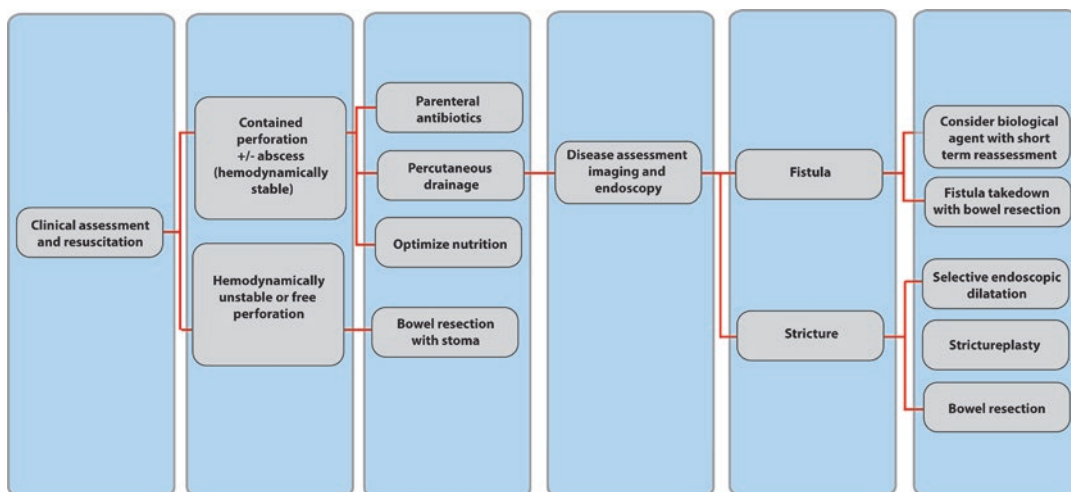 Clinical assessment
and resuscitation
Contained
perforation
+/- abscess
(hemodynamically
stable)
Hemodynamically
unstable or free
perforation
Parenteral
antibiotics
Percutaneous
drainage
Optimize nutrition
Bowel resection
with stoma
Disease assessment
imaging and
endoscopy
Fistula
Stricture
Consider biological
agent with short
term reassessment
Fistula takedown
with bowel resection
Selective endoscopic
dilatation
Strictureplasty
Bowel resection